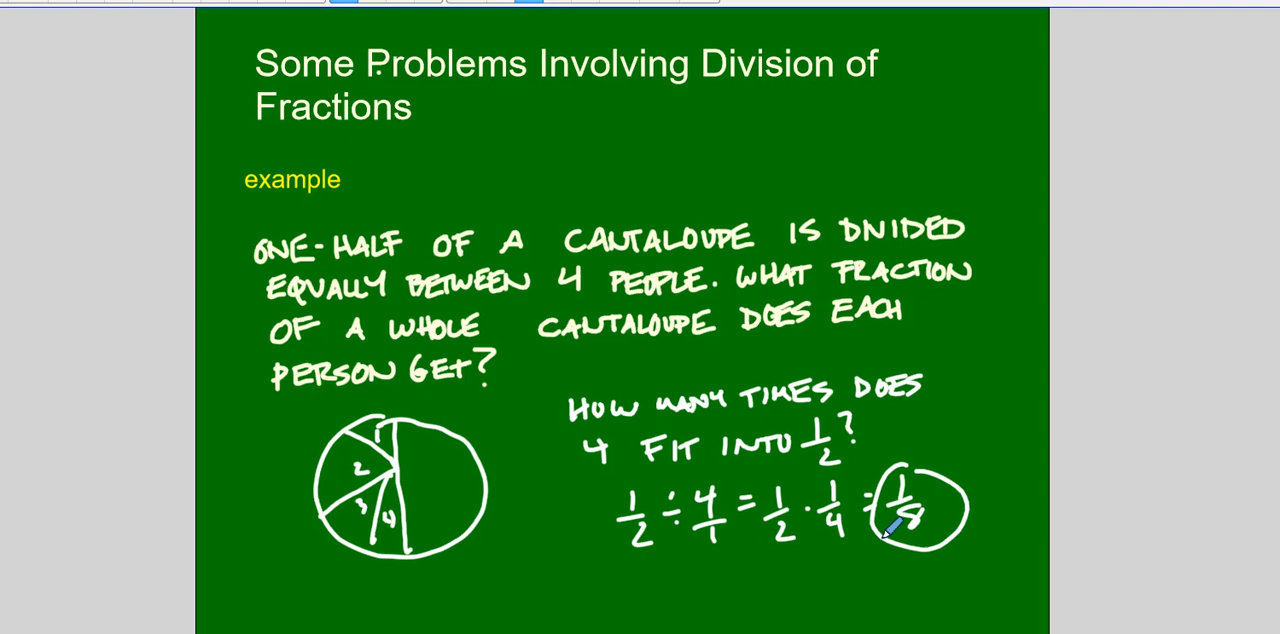 Some Problems Involving Division of
Fractions
example
ONE-HALF OF A CANTALOUPE IS DIVIDED
EQUALLY BETWEEN 4 PEOPLE. WHAT FRACTION
OF A WHOLE CANTALOUPE DOES EACH
PERSON GET?
HOW MANY TIMES DOES
4 FIT INTO 1/2?
1/2 ÷ 4/1 = 1/2 · 1/4 = 1/8
1
2
3
4